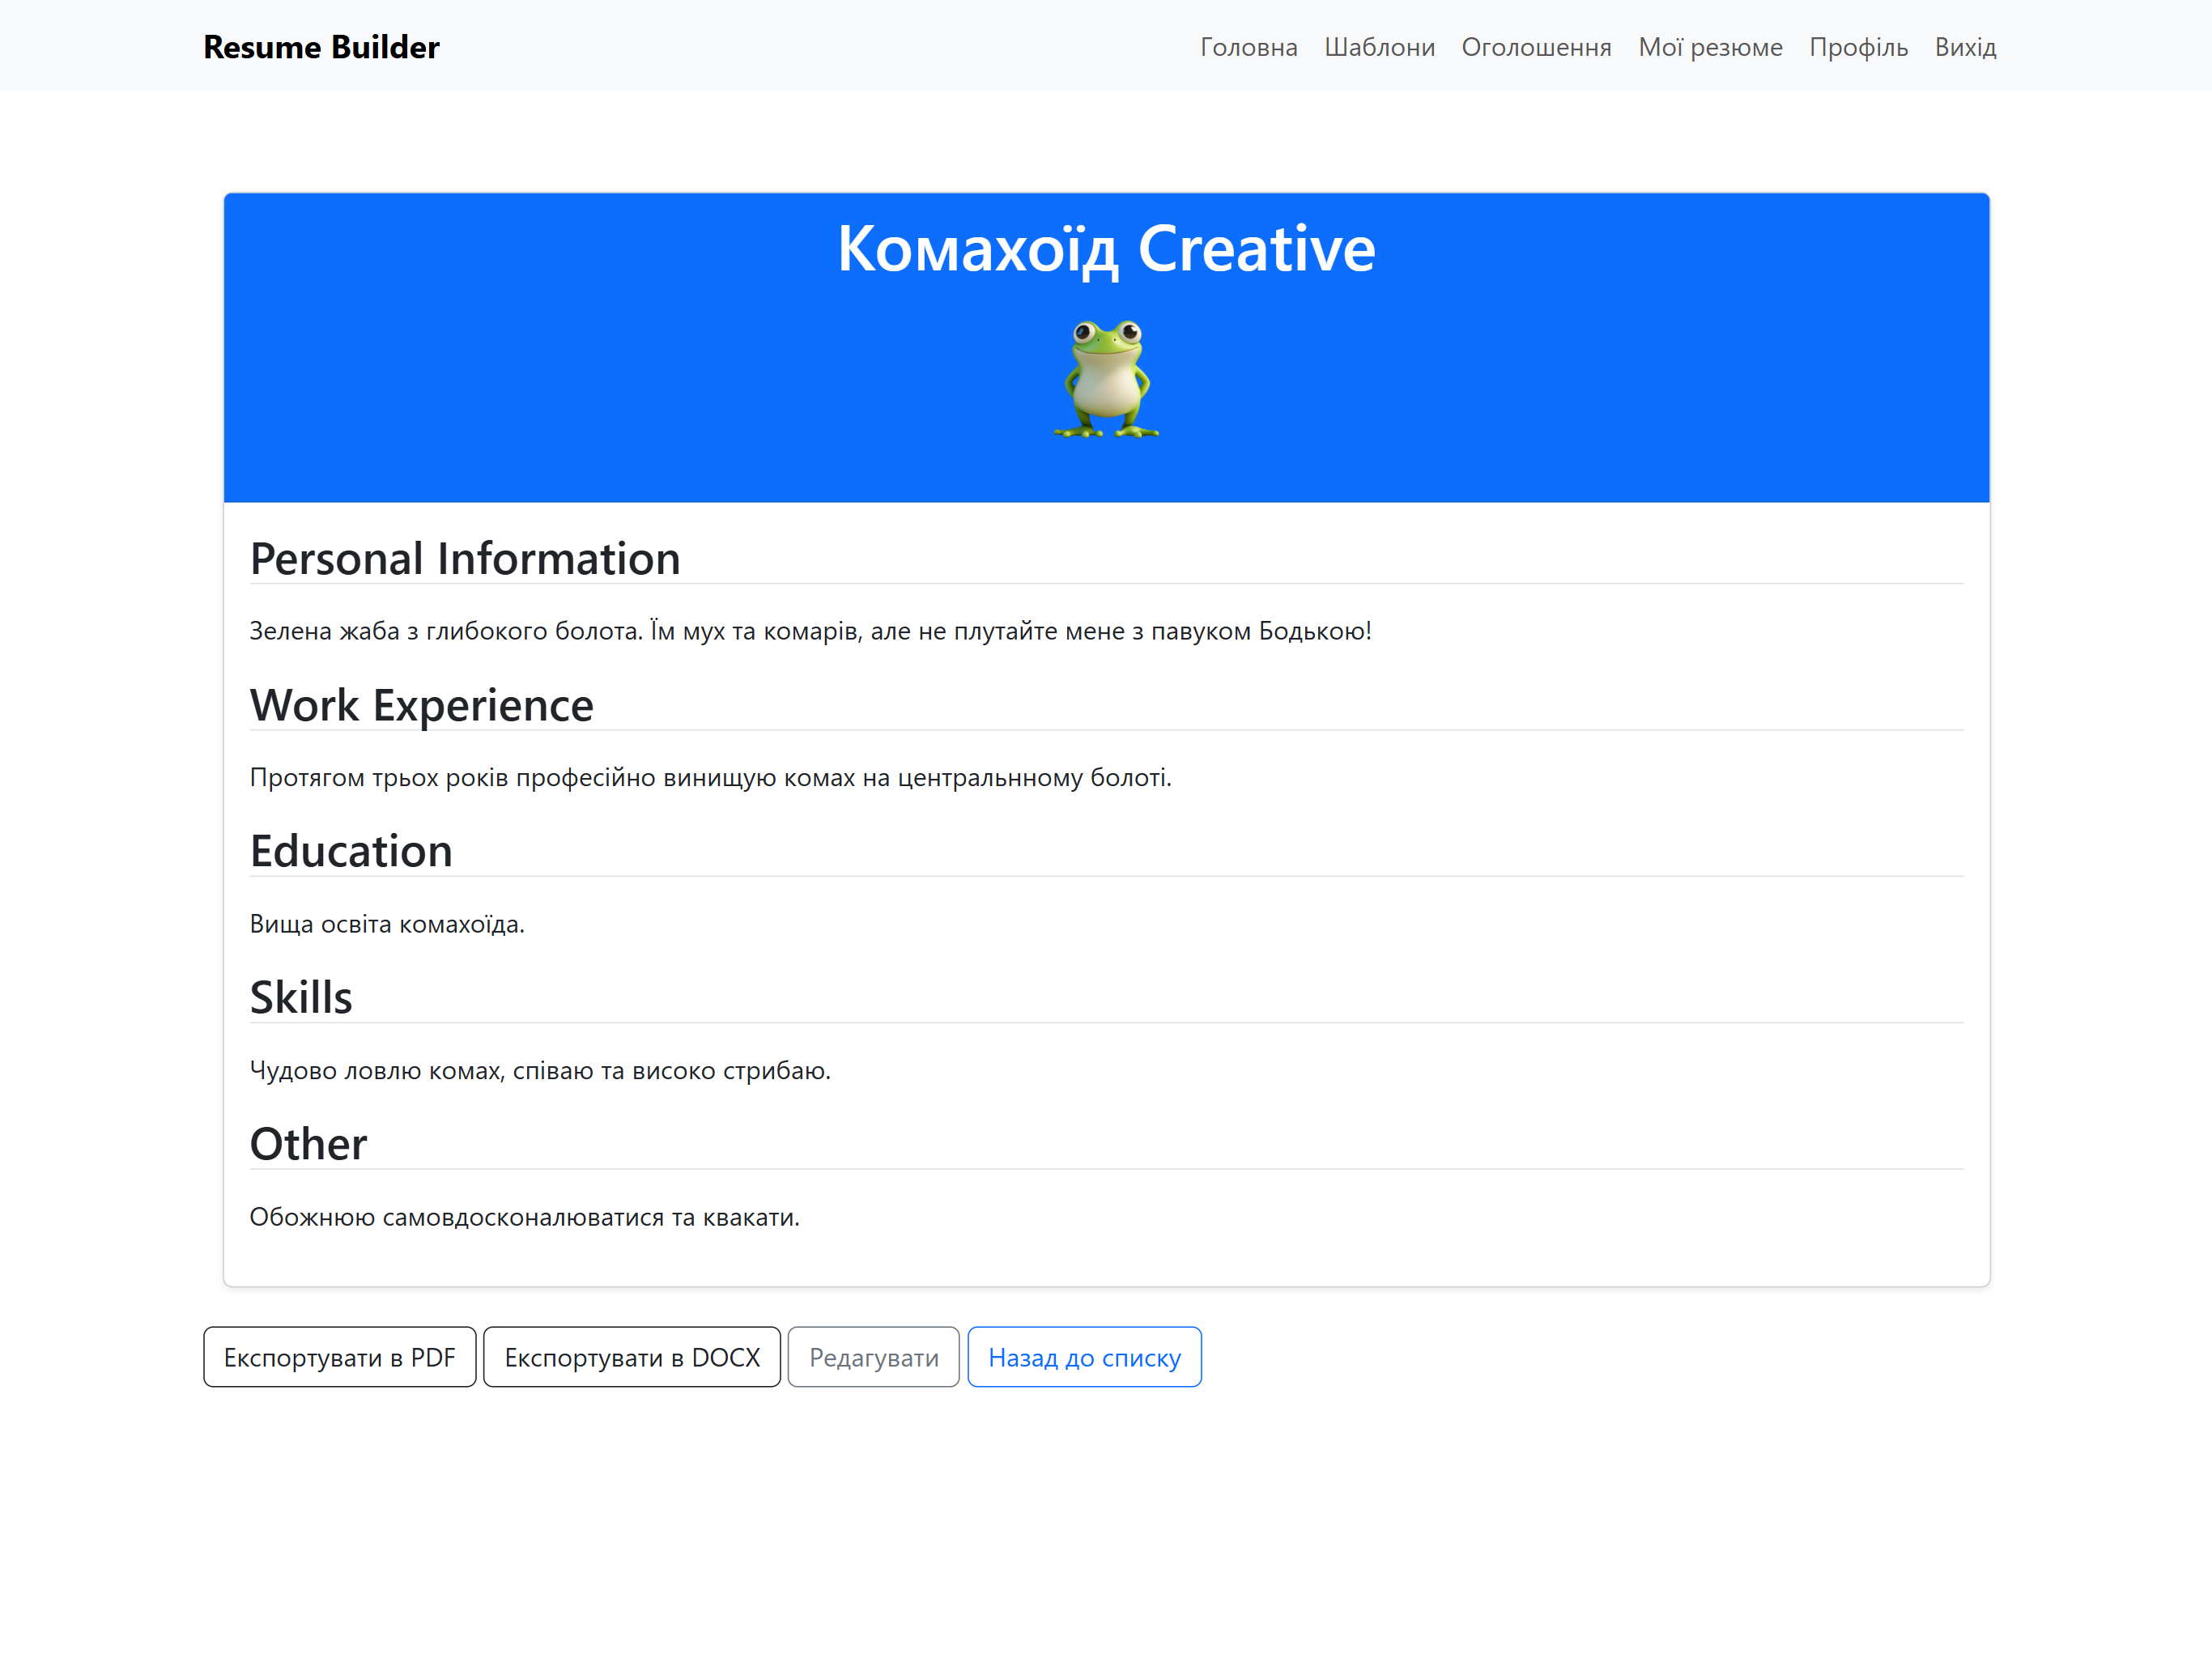 Resume Builder
Головна Шаблони Оголошення Мої резюме Профіль Вихід
Комахоїд Creative
Personal Information
Зелена жаба з глибокого болота. Їм мух та комарів, але не плутайте мене з павуком Бодькою!
Work Experience
Протягом трьох років професійно винищую комах на центральнному болоті.
Education
Вища освіта комахоїда.
Skills
Чудово ловлю комах, співаю та високо стрибаю.
Other
Обожнюю самовдосконалюватися та квакати.
Експортувати в PDF Експортувати в DOCX Редагувати Назад до списку